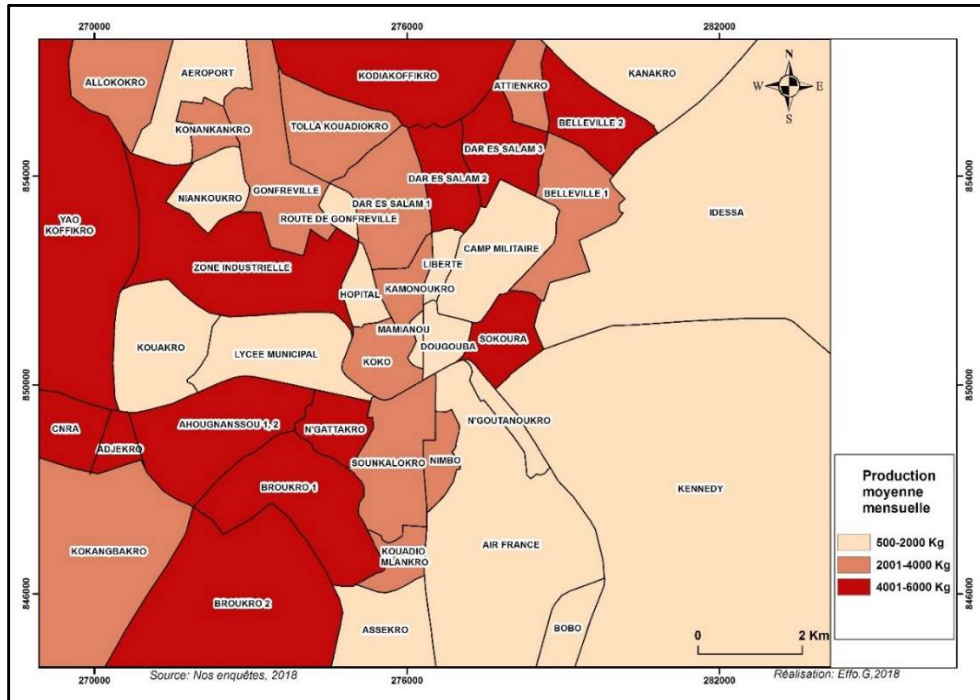 270000
276000
282000
ALLOKOKRO
AEROPORT
KODIAKOFFIKRO
KANAKRO
ATTIENKRO
N
W
E
S
KONANKANKRO
TOLLA KOUADIOKRO
BELLEVILLE 2
DAR ES SALAM 3
854000
854000
DAR ES SALAM 2
NIANKOUKRO
GONFREVILLE
DAR ES SALAM 1
BELLEVILLE 1
ROUTE DE GONFREVILLE
IDESSA
YAO
KOFFIKRO
CAMP MILITAIRE
LIBERTE
ZONE INDUSTRIELLE
HOPITAL
KAMONOUKRO
MAMIANOU
KOUAKRO
LYCEE MUNICIPAL
KOKO
DOUGOUBA
SOKOURA
850000
850000
CNRA
ADJEKRO
AHOUGNANSSOU 1, 2
N'GATTAKRO
N'GOUTANOUKRO
SOUNKALOKRO
NIMBO
BROUKRO 1
KENNEDY
KOKANGBAKRO
KOUADIO
MLANKRO
AIR FRANCE
BROUKRO 2
ASSEKRO
BOBO
846000
846000
Production
moyenne
mensuelle
500-2000 Kg
2001-4000 Kg
4001-6000 Kg
0
2 Km
Source: Nos enquêtes, 2018
Réalisation: Effo.G,2018
270000
276000
282000